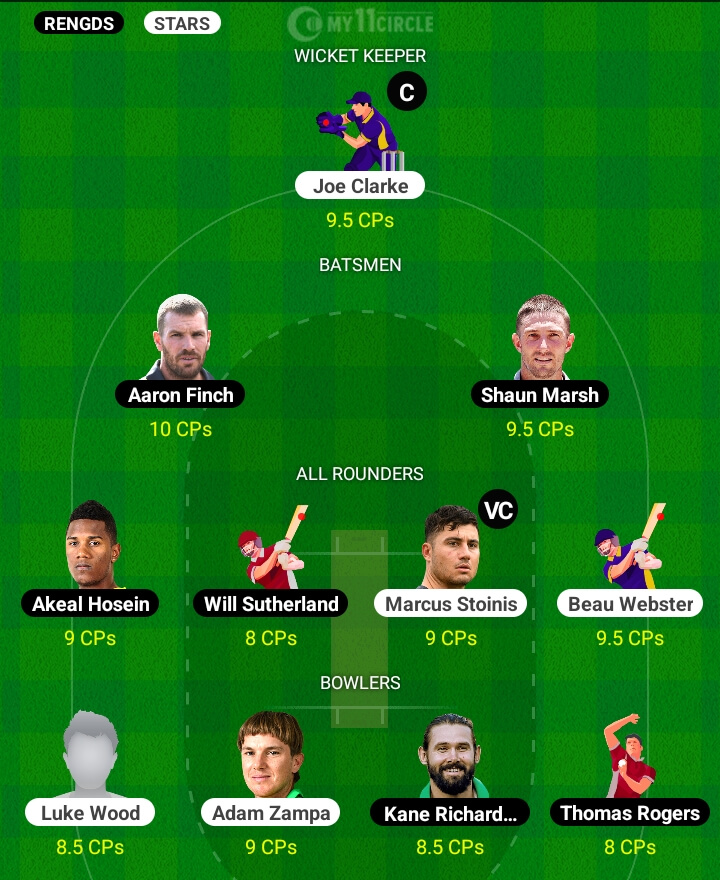 RENGDS STARS MY11CIRCLE
WICKET KEEPER
C
Joe Clarke
9.5 CPs
BATSMEN
Aaron Finch Shaun Marsh
10 CPs 9.5 CPs
ALL ROUNDERS
VC
Akeal Hosein Will Sutherland Marcus Stoinis Beau Webster
9 CPs 8 CPs 9 CPs 9.5 CPs
BOWLERS
Luke Wood Adam Zampa Kane Richard... Thomas Rogers
8.5 CPs 9 CPs 8.5 CPs 8 CPs